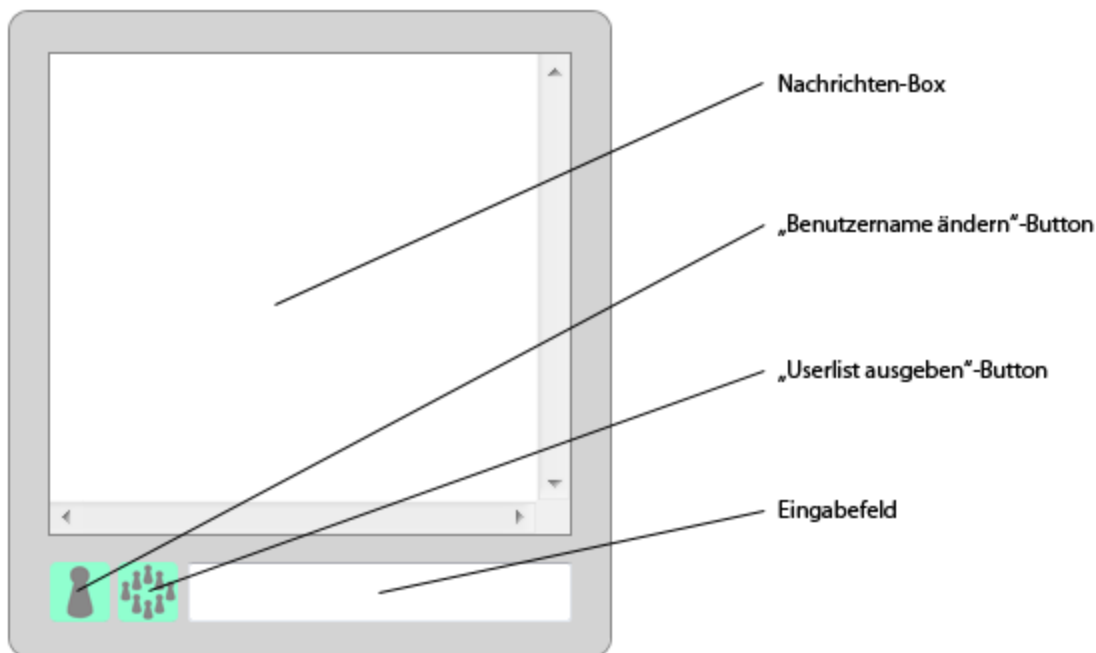 Nachrichten-Box
„Benutzername ändern“-Button
„Userlist ausgeben“-Button
Eingabefeld